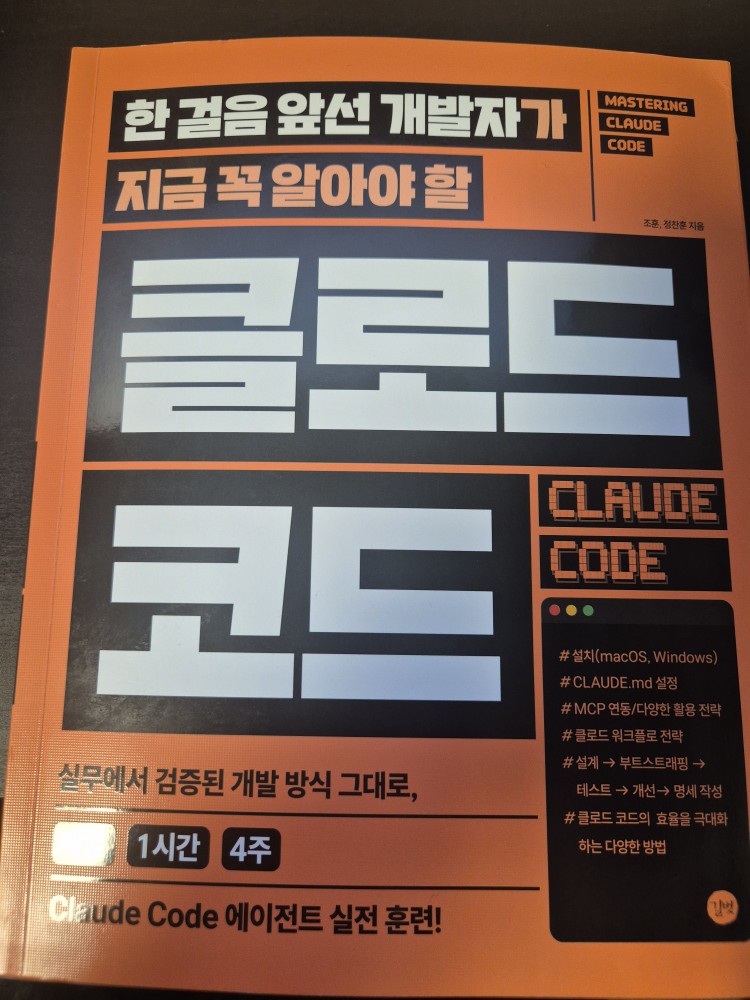 한 걸음 앞선 개발자가
지금 꼭 알아야 할
MASTERING
CLAUDE
CODE
조훈, 정찬훈 지음
클로드
코드
CLAUDE
CODE
#설치(macOS, Windows)
#CLAUDE.md 설정
#MCP 연동/다양한 활용 전략
#클로드 워크플로 전략
#설계 → 부트스트래핑 →
테스트 → 개선 → 명세 작성
#클로드 코드의 효율을 극대화
하는 다양한 방법
실무에서 검증된 개발 방식 그대로,
1시간 4주
Claude Code 에이전트 실전 훈련!
길벗